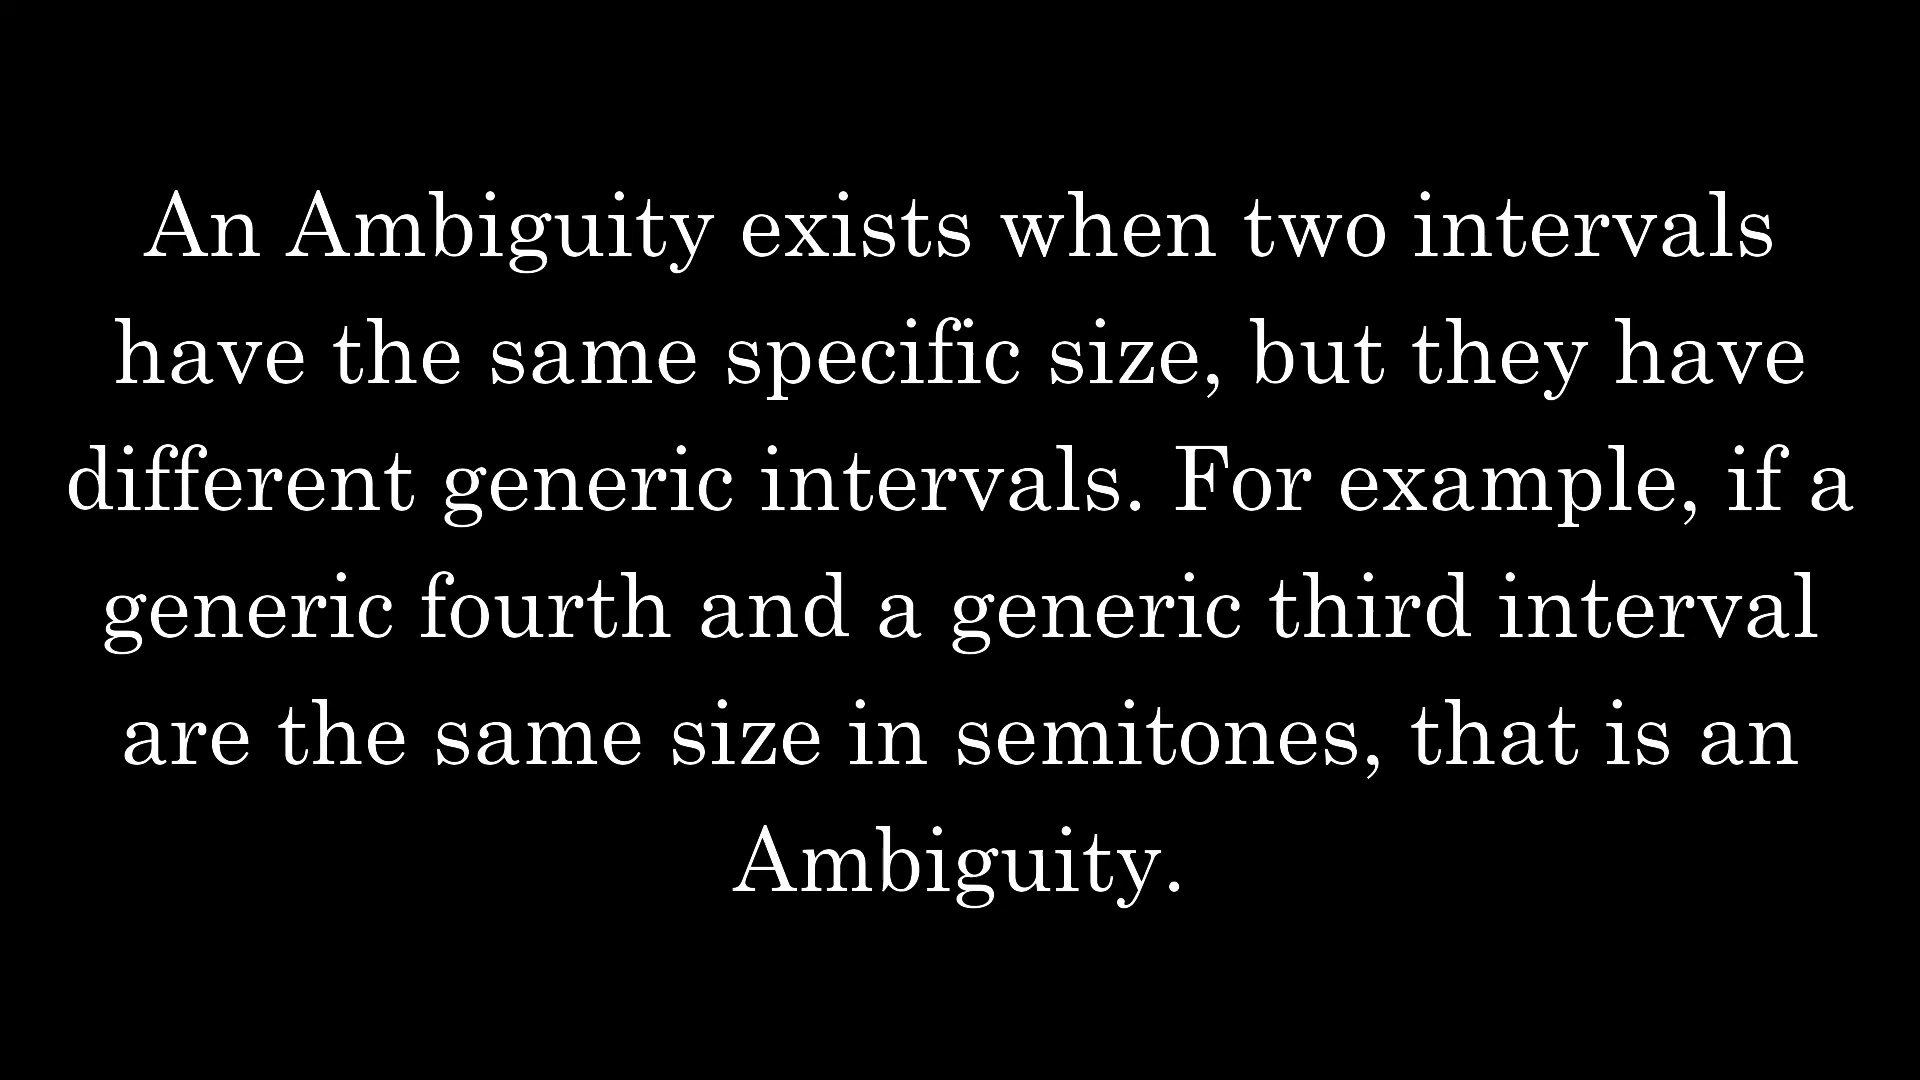 An Ambiguity exists when two intervals
have the same specific size, but they have
different generic intervals. For example, if a
generic fourth and a generic third interval
are the same size in semitones, that is an
Ambiguity.